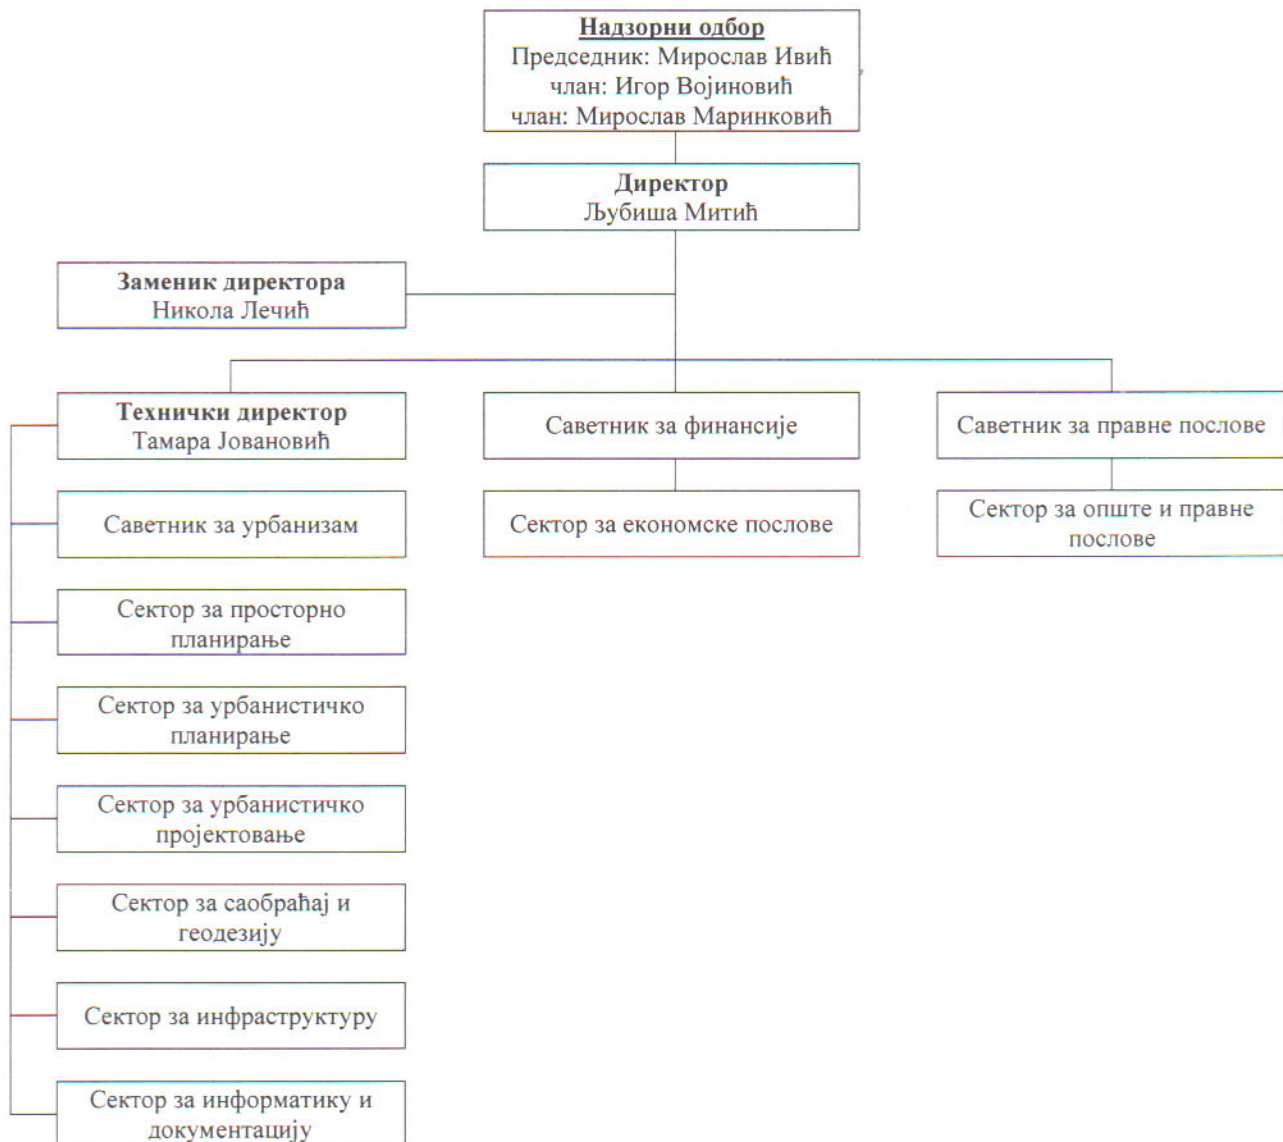 Надзорни одбор
Председник: Мирослав Ивић
члан: Игор Војиновић
члан: Мирослав Маринковић
Директор
Љубиша Митић
Заменик директора
Никола Лечић
Технички директор
Тамара Јовановић
Саветник за финансије
Саветник за правне послове
Саветник за урбанизам
Сектор за економске послове
Сектор за опште и правне
послове
Сектор за просторно
планирање
Сектор за урбанистичко
планирање
Сектор за урбанистичко
пројектовање
Сектор за саобраћај и
геодезију
Сектор за инфраструктуру
Сектор за информатику и
документацију